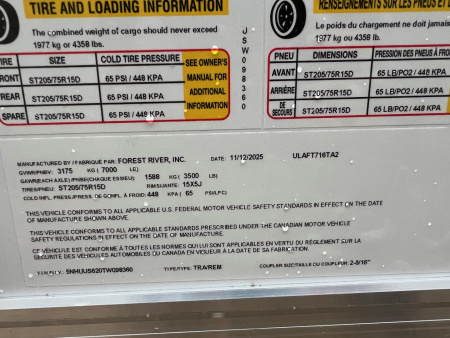 TIRE AND LOADING INFORMATION
The combined weight of cargo should never exceed
1977 kg or 4358 lbs.
TIRE SIZE COLD TIRE PRESSURE SEE OWNER'S MANUAL FOR ADDITIONAL INFORMATION
FRONT ST205/75R15D 65 PSI / 448 KPA
REAR ST205/75R15D 65 PSI / 448 KPA
SPARE ST205/75R15D 65 PSI / 448 KPA
JSW098360
RENSEIGNEMENTS SUR LES PNEUS ET
Le poids du chargement ne doit jamais
1977 kg ou 4358 lb.
PNEU DIMENSIONS PRESSION DES PNEUS À FROID
AVANT ST205/75R15D 65 LB/PO2 / 448 KPA
ARRIÈRE ST205/75R15D 65 LB/PO2 / 448 KPA
DE SECOURS ST205/75R15D 65 LB/PO2 / 448 KPA
MANUFACTURED BY / FABRIQUE PAR: FOREST RIVER, INC. DATE: 11/12/2025 ULAFT716TA2
GVWR/PNBV: 3175 KG ( 7000 LE)
GAWR(EACH AXLE)/PNBE(CHAQUE ESSIEU): 1588 KG ( 3500 LB)
TIRES/PNEU: ST205/75R15D RIMS/JANTE: 15X5J
COLD INFL. PRESS./PRESS. DE GONFL. À FROID: 448 KPA ( 65 PSI/LPC)
THIS VEHICLE CONFORMS TO ALL APPLICABLE U.S. FEDERAL MOTOR VEHICLE SAFETY STANDARDS IN EFFECT ON THE DATE
OF MANUFACTURE SHOWN ABOVE.
THIS VEHICLE CONFORMS TO ALL APPLICABLE STANDARDS PRESCRIBED UNDER THE CANADIAN MOTOR VEHICLE
SAFETY REGULATIONS IN EFFECT ON THE DATE OF MANUFACTURE.
CE VÉHICULE EST CONFORME À TOUTES LES NORMES QUI LUI SONT APPLICABLES EN VERTU DU RÈGLEMENT SUR LA
SÉCURITÉ DES VÉHICULES AUTOMOBILES DU CANADA EN VIGUEUR À LA DATE DE SA FABRICATION.
5NHUUS620TW098360 TYPE/TYPE: TRA/REM COUPLER SIZE/TAILLE DU COUPLER: 2-5/16"